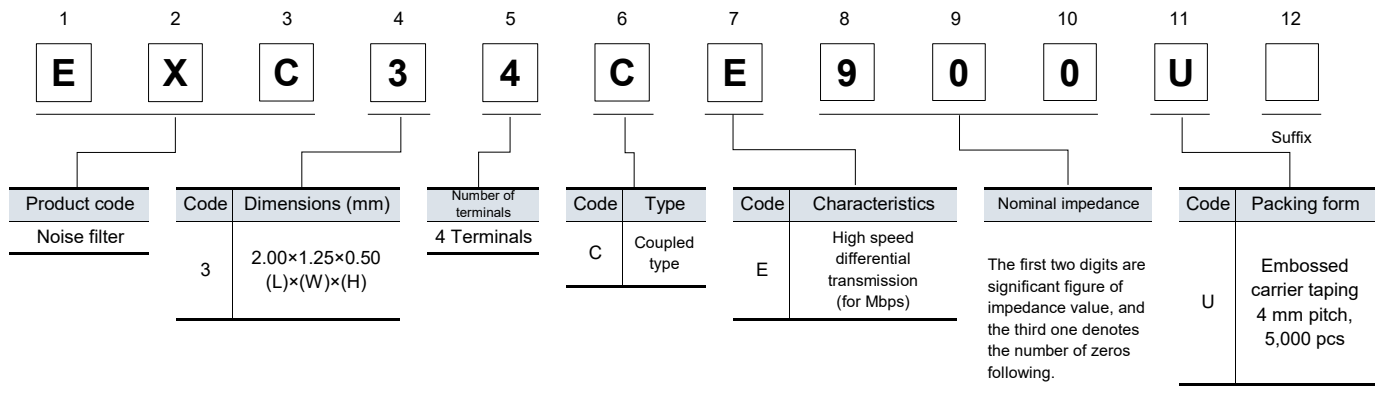 1 2 3 4 5 6 7 8 9 10 11 12
E X C 3 4 C E 9 0 0 U
Suffix
Product code
Noise filter
Code Dimensions (mm)
3 2.00×1.25×0.50
(L)×(W)×(H)
Number of
terminals
4 Terminals
Code Type
C Coupled
type
Code Characteristics
E High speed
differential
transmission
(for Mbps)
Nominal impedance
The first two digits are
significant figure of
impedance value, and
the third one denotes
the number of zeros
following.
Code Packing form
U Embossed
carrier taping
4 mm pitch,
5,000 pcs